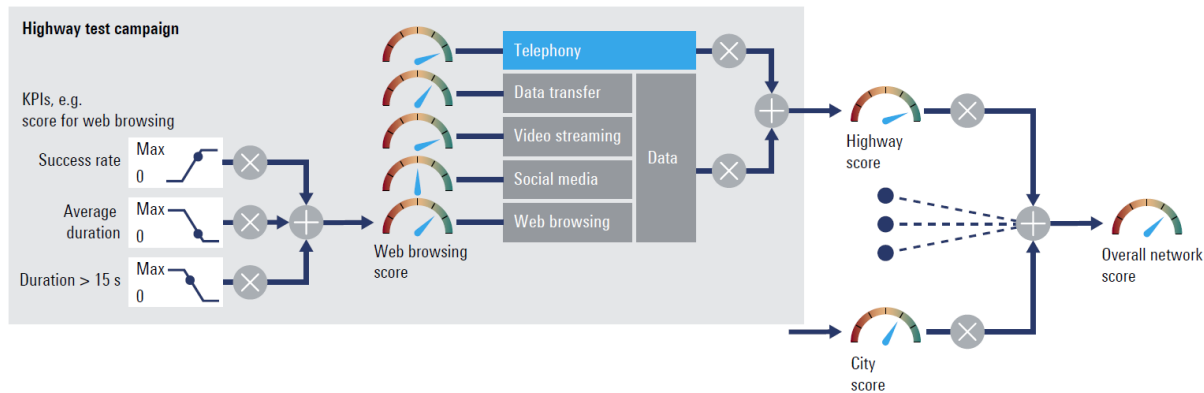 Highway test campaign
KPIs, e.g.
score for web browsing
Success rate
Max
0
Average
duration
Max
0
Duration > 15 s
Max
0
Web browsing
score
Telephony
Data transfer
Video streaming
Social media
Web browsing
Data
Highway
score
City
score
Overall network
score